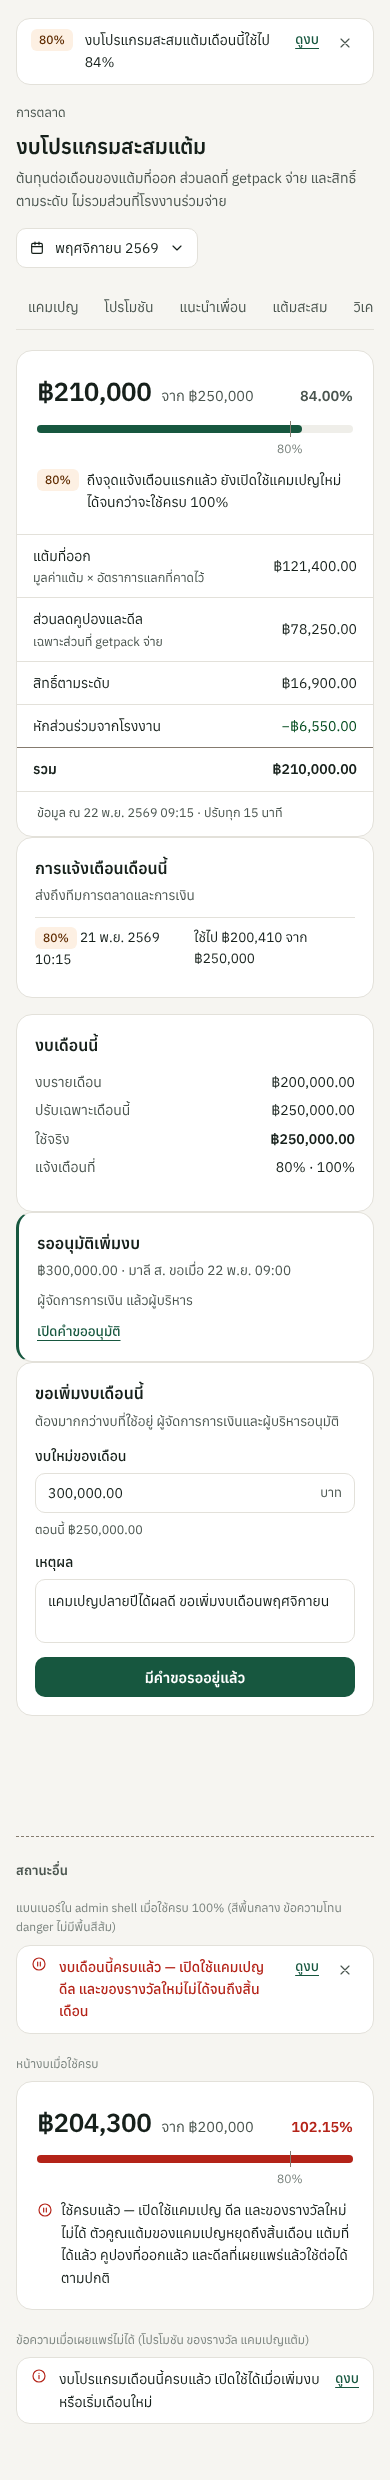 80% งบโปรแกรมสะสมแต้มเดือนนี้ใช้ไป ดูงบ
84%
การตลาด
งบโปรแกรมสะสมแต้ม
ต้นทุนต่อเดือนของแต้มที่ออก ส่วนลดที่ getpack จ่าย และสิทธิ์
ตามระดับ ไม่รวมส่วนที่โรงงานร่วมจ่าย
พฤศจิกายน 2569
แคมเปญ โปรโมชัน แนะนำเพื่อน แต้มสะสม วิเค
฿210,000 จาก ฿250,000 84.00%
80%
80% ถึงจุดแจ้งเตือนแรกแล้ว ยังเปิดใช้แคมเปญใหม่
ได้จนกว่าจะใช้ครบ 100%
แต้มที่ออก ฿121,400.00
มูลค่าแต้ม × อัตราการแลกที่คาดไว้
ส่วนลดคูปองและดีล ฿78,250.00
เฉพาะส่วนที่ getpack จ่าย
สิทธิ์ตามระดับ ฿16,900.00
หักส่วนร่วมจากโรงงาน −฿6,550.00
รวม ฿210,000.00
ข้อมูล ณ 22 พ.ย. 2569 09:15 · ปรับทุก 15 นาที
การแจ้งเตือนเดือนนี้
ส่งถึงทีมการตลาดและการเงิน
80% 21 พ.ย. 2569 ใช้ไป ฿200,410 จาก
10:15 ฿250,000
งบเดือนนี้
งบรายเดือน ฿200,000.00
ปรับเฉพาะเดือนนี้ ฿250,000.00
ใช้จริง ฿250,000.00
แจ้งเตือนที่ 80% · 100%
รออนุมัติเพิ่มงบ
฿300,000.00 · มาลี ส. ขอเมื่อ 22 พ.ย. 09:00
ผู้จัดการการเงิน แล้วผู้บริหาร
เปิดคำขออนุมัติ
ขอเพิ่มงบเดือนนี้
ต้องมากกว่างบที่ใช้อยู่ ผู้จัดการการเงินและผู้บริหารอนุมัติ
งบใหม่ของเดือน
300,000.00 บาท
ตอนนี้ ฿250,000.00
เหตุผล
แคมเปญปลายปีได้ผลดี ขอเพิ่มงบเดือนพฤศจิกายน
มีคำขอรออยู่แล้ว
สถานะอื่น
แบนเนอร์ใน admin shell เมื่อใช้ครบ 100% (สีพื้นกลาง ข้อความโทน
danger ไม่มีพื้นสีส้ม)
งบเดือนนี้ครบแล้ว — เปิดใช้แคมเปญ ดูงบ
ดีล และของรางวัลใหม่ไม่ได้จนถึงสิ้น
เดือน
หน้างบเมื่อใช้ครบ
฿204,300 จาก ฿200,000 102.15%
80%
ใช้ครบแล้ว — เปิดใช้แคมเปญ ดีล และของรางวัลใหม่
ไม่ได้ ตัวคูณแต้มของแคมเปญหยุดถึงสิ้นเดือน แต้มที่
ได้แล้ว คูปองที่ออกแล้ว และดีลที่เผยแพร่แล้วใช้ต่อได้
ตามปกติ
ข้อความเมื่อเผยแพร่ไม่ได้ (โปรโมชัน ของรางวัล แคมเปญแต้ม)
งบโปรแกรมเดือนนี้ครบแล้ว เปิดใช้ได้เมื่อเพิ่มงบ ดูงบ
หรือเริ่มเดือนใหม่